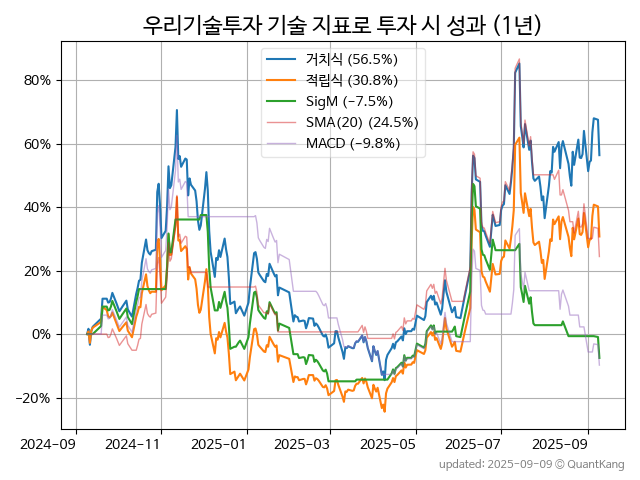 우리기술투자 기술 지표로 투자 시 성과 (1년)
거치식 (56.5%)
적립식 (30.8%)
SigM (−7.5%)
SMA(20) (24.5%)
MACD (−9.8%)
80%
60%
40%
20%
0%
−20%
2024−09 2024−11 2025−01 2025−03 2025−05 2025−07 2025−09
updated: 2025−09−09 ⓒ QuantKang